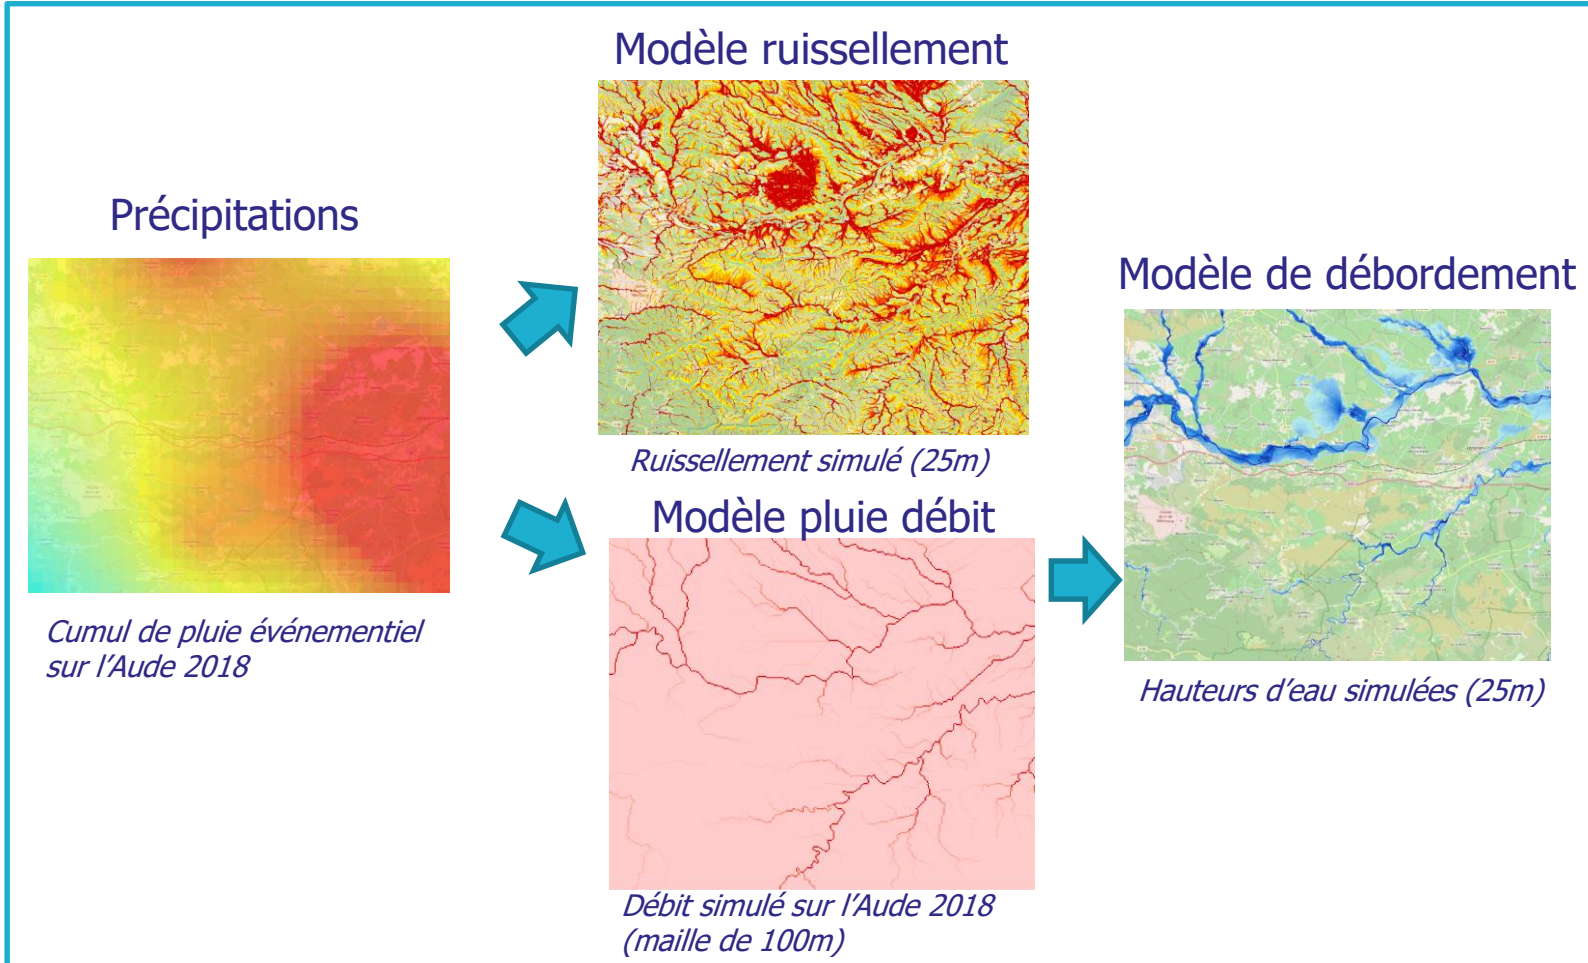 Précipitations
Cumul de pluie événementiel
sur l'Aude 2018
Modèle ruissellement
Ruissellement simulé (25m)
Modèle pluie débit
Débit simulé sur l'Aude 2018
(maille de 100m)
Modèle de débordement
Hauteurs d'eau simulées (25m)